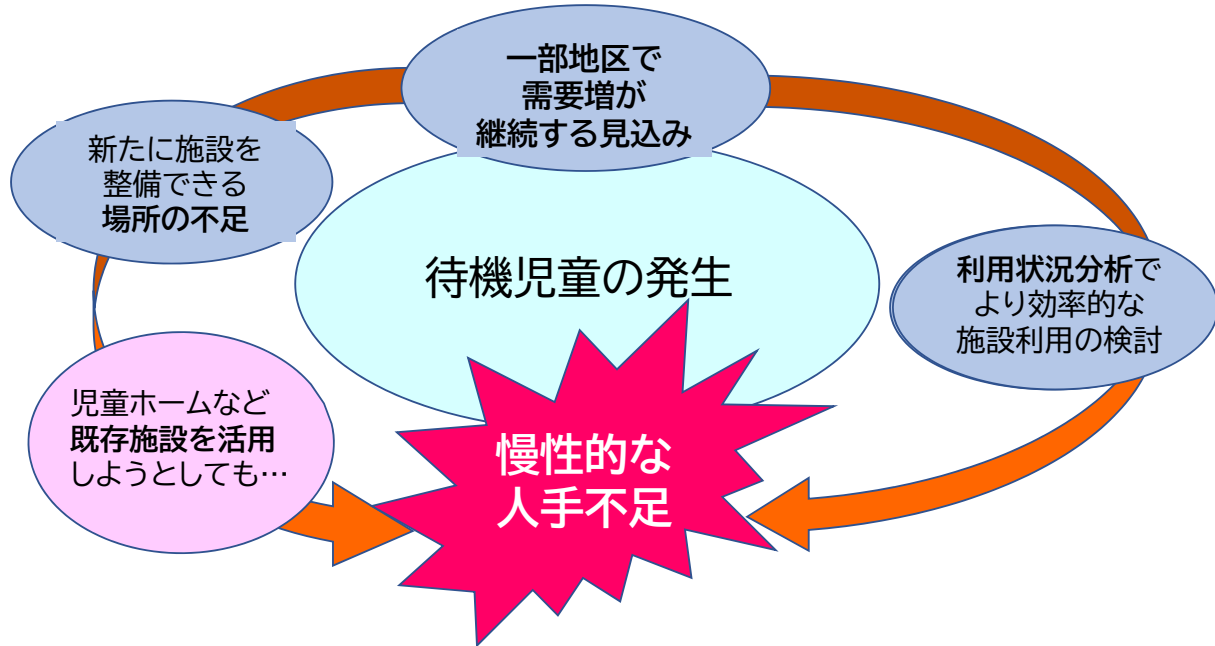 一部地区で
需要増が
継続する見込み
新たに施設を
整備できる
場所の不足
待機児童の発生
利用状況分析で
より効率的な
施設利用の検討
児童ホームなど
既存施設を活用
しようとしても…
慢性的な
人手不足